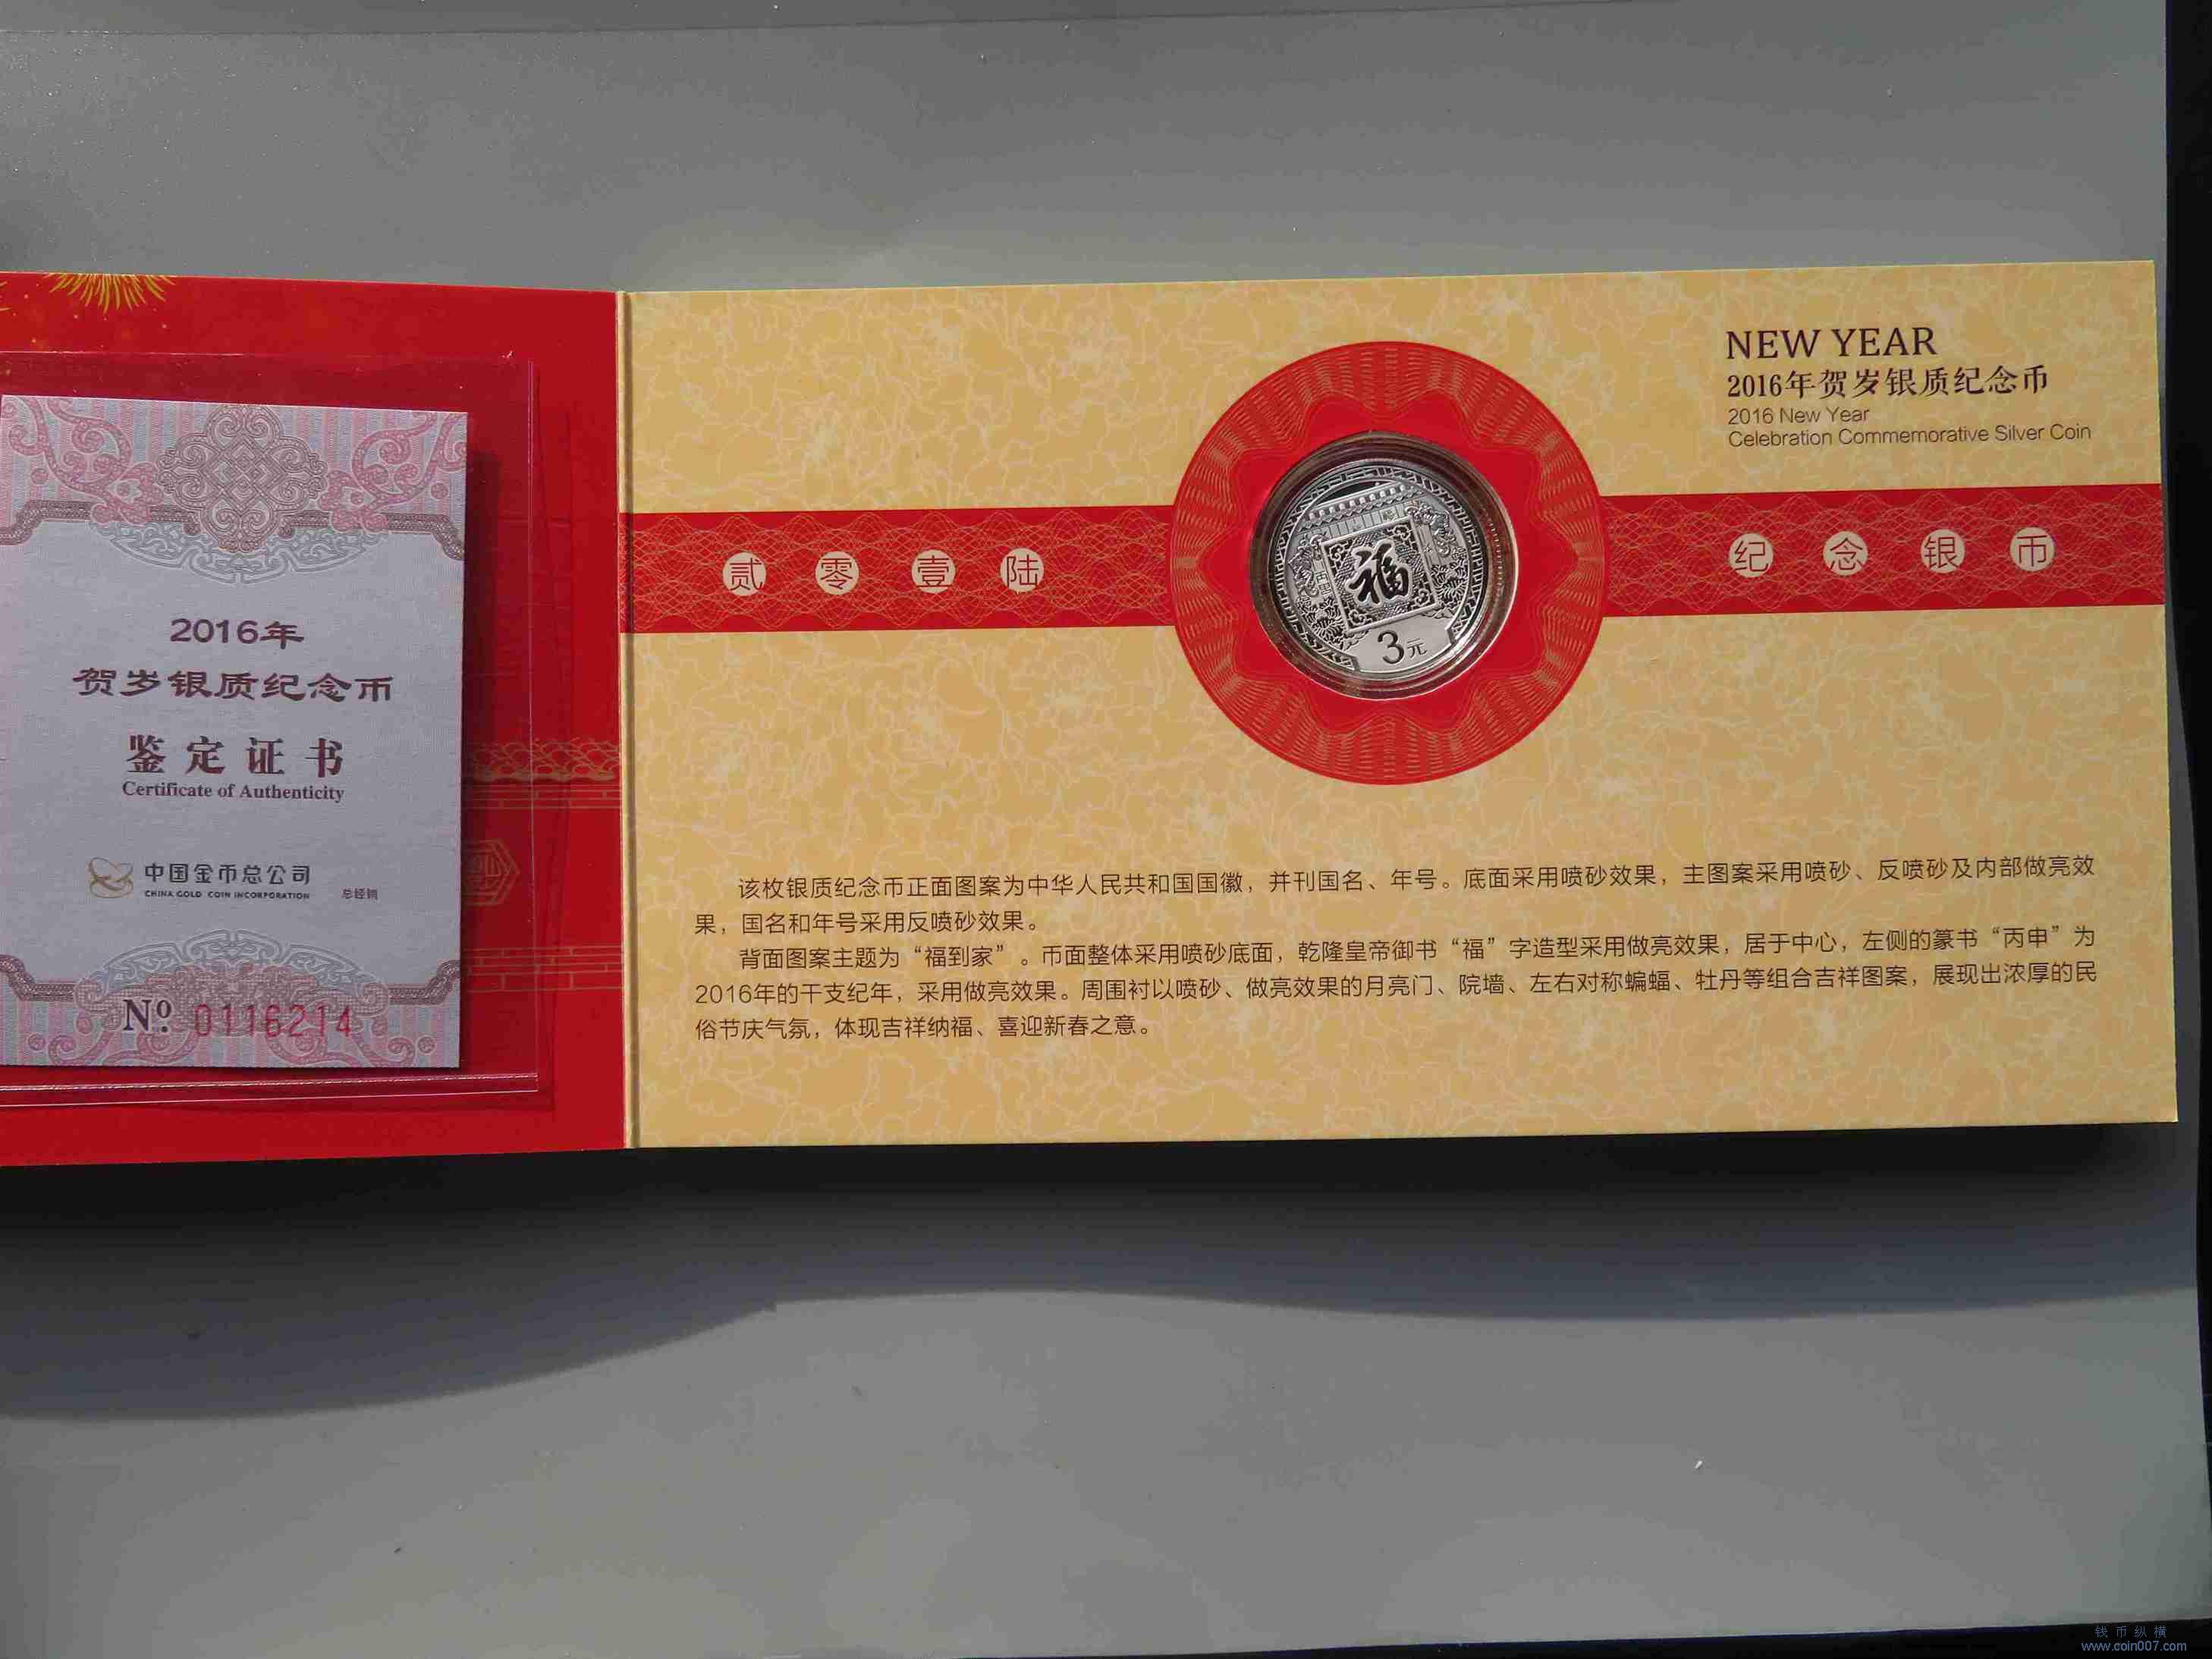 2016年
贺岁银质纪念币
鉴定证书
Certificate of Authenticity
中国金币总公司
CHINA GOLD COIN INCORPORATION
总经销
№ 0116214
NEW YEAR
2016年贺岁银质纪念币
2016 New Year
Celebration Commemorative Silver Coin
贰零壹陆
纪念银币
福
3元
该枚银质纪念币正面图案为中华人民共和国国徽，并刊国名、年号。底面采用喷砂效果，主图案采用喷砂、反喷砂及内部做亮效
果，国名和年号采用反喷砂效果。
背面图案主题为“福到家”。币面整体采用喷砂底面，乾隆皇帝御书“福”字造型采用做亮效果，居于中心，左侧的篆书“丙申”为
2016年的干支纪年，采用做亮效果。周围衬以喷砂、做亮效果的月亮门、院墙、左右对称蝙蝠、牡丹等组合吉祥图案，展现出浓厚的民
俗节庆气氛，体现吉祥纳福、喜迎新春之意。
钱币纵横
www.coin007.com